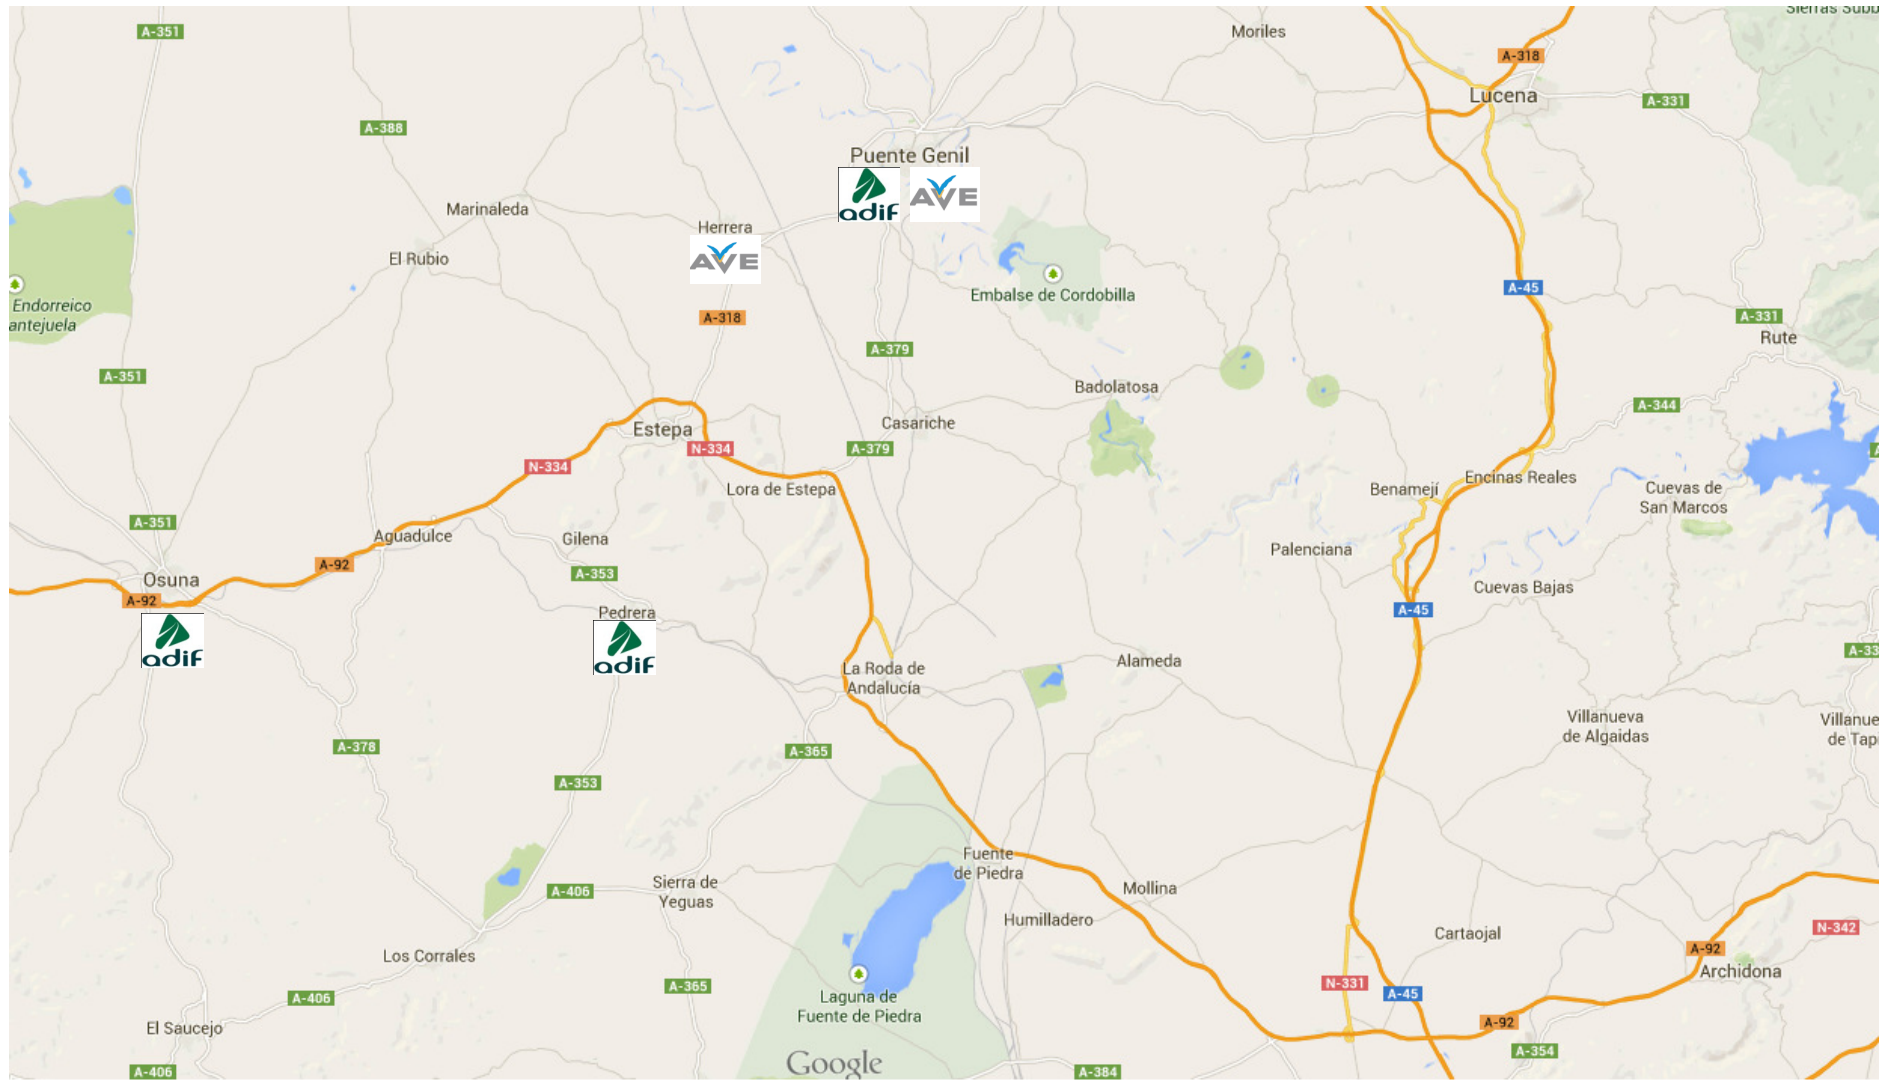 Sierras Subb
A-351
Moriles
A-318
Lucena
A-331
A-388
Puente Genil
adif
AVE
Marinaleda
Herrera
AVE
El Rubio
Embalse de Cordobilla
A-45
Endorreico
antejuela
A-318
A-331
Rute
A-379
A-351
Badolatosa
A-344
Casariche
Estepa
N-334
A-379
N-334
Lora de Estepa
Encinas Reales
Benamejí
Cuevas de
San Marcos
A-351
Aguadulce
Gilena
Palenciana
A-92
Osuna
A-353
Cuevas Bajas
A-92
Pedrera
A-45
adif
adif
A-33
La Roda de
Andalucía
Alameda
Villanueva
de Algaidas
Villanue
de Tapi
A-378
A-365
A-353
Fuente
de Piedra
Sierra de
Yeguas
A-406
Mollina
Humilladero
Cartaojal
N-342
Los Corrales
A-92
Archidona
A-365
N-331
A-45
A-406
Laguna de
Fuente de Piedra
El Saucejo
A-92
A-354
Google
A-406
A-384